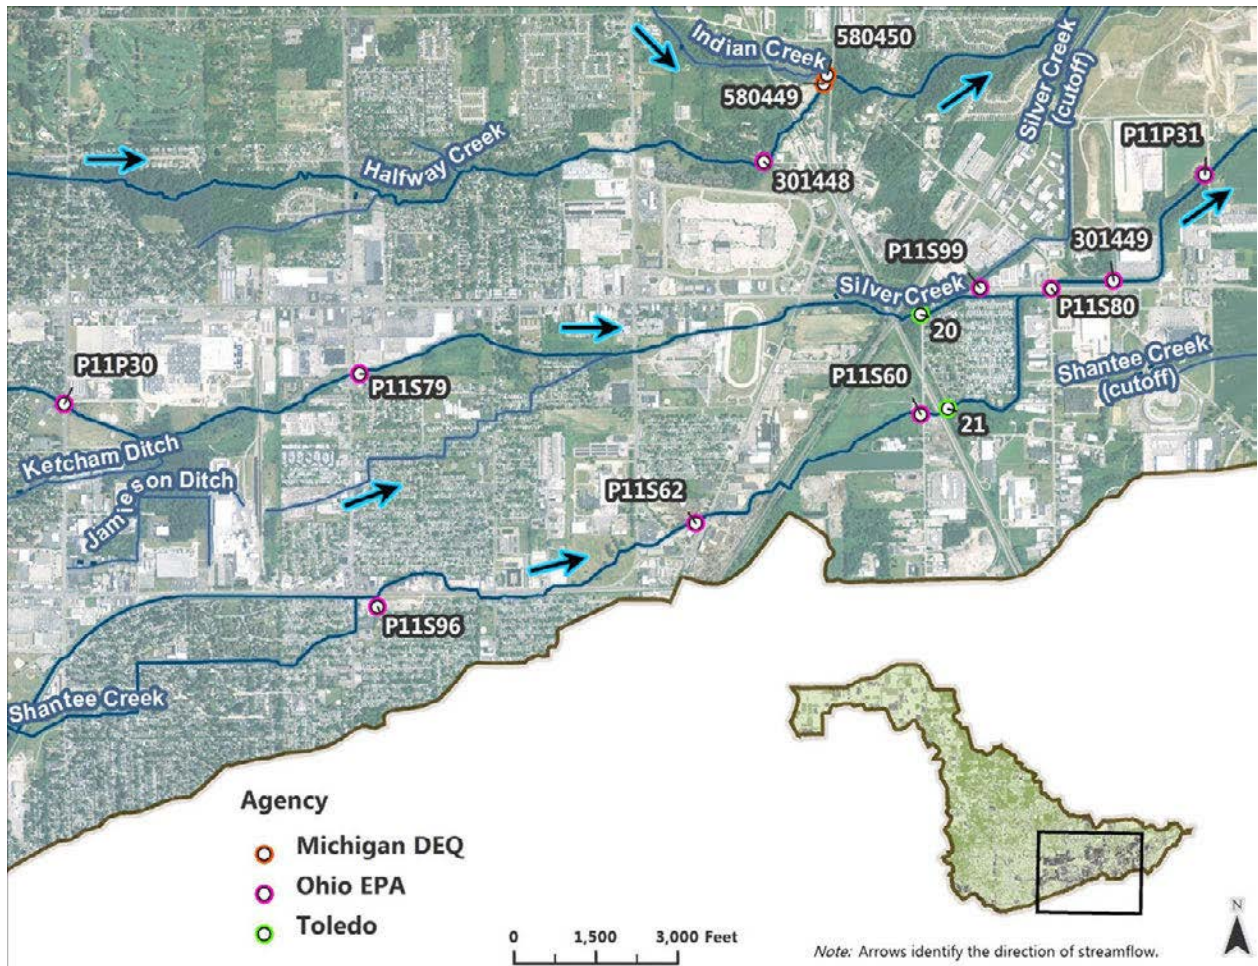 580450
Indian Creek
580449
Silver Creek
(cutoff)
P11P31
Halfway Creek
301448
P11S99
301449
Silver Creek
20
P11S80
P11P30
P11S79
P11S60
Shantee Creek
(cutoff)
21
Ketcham Ditch
Jamieson Ditch
P11S62
P11S96
Shantee Creek
Agency
Michigan DEQ
Ohio EPA
Toledo
0 1,500 3,000 Feet
N
Note: Arrows identify the direction of streamflow.